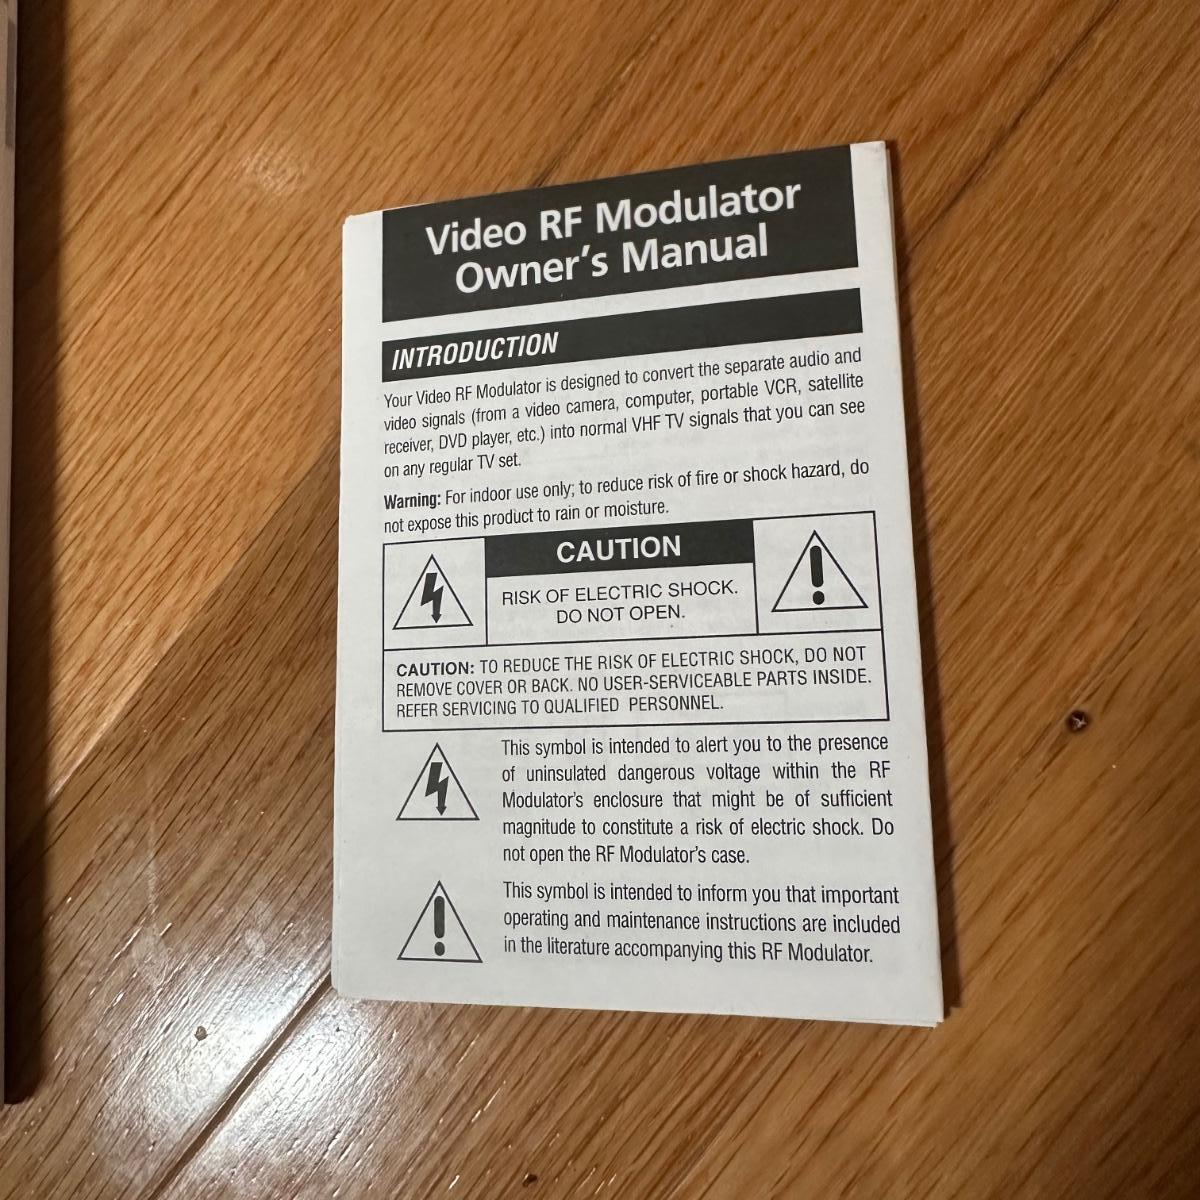 Video RF Modulator
Owner's Manual
INTRODUCTION
Your Video RF Modulator is designed to convert the separate audio and
video signals (from a video camera, computer, portable VCR, satellite
receiver, DVD player, etc.) into normal VHF TV signals that you can see
on any regular TV set.
Warning: For indoor use only; to reduce risk of fire or shock hazard, do
not expose this product to rain or moisture.
CAUTION
RISK OF ELECTRIC SHOCK.
DO NOT OPEN.
CAUTION: TO REDUCE THE RISK OF ELECTRIC SHOCK, DO NOT
REMOVE COVER OR BACK. NO USER-SERVICEABLE PARTS INSIDE.
REFER SERVICING TO QUALIFIED PERSONNEL.
This symbol is intended to alert you to the presence
of uninsulated dangerous voltage within the RF
Modulator's enclosure that might be of sufficient
magnitude to constitute a risk of electric shock. Do
not open the RF Modulator's case.
This symbol is intended to inform you that important
operating and maintenance instructions are included
in the literature accompanying this RF Modulator.